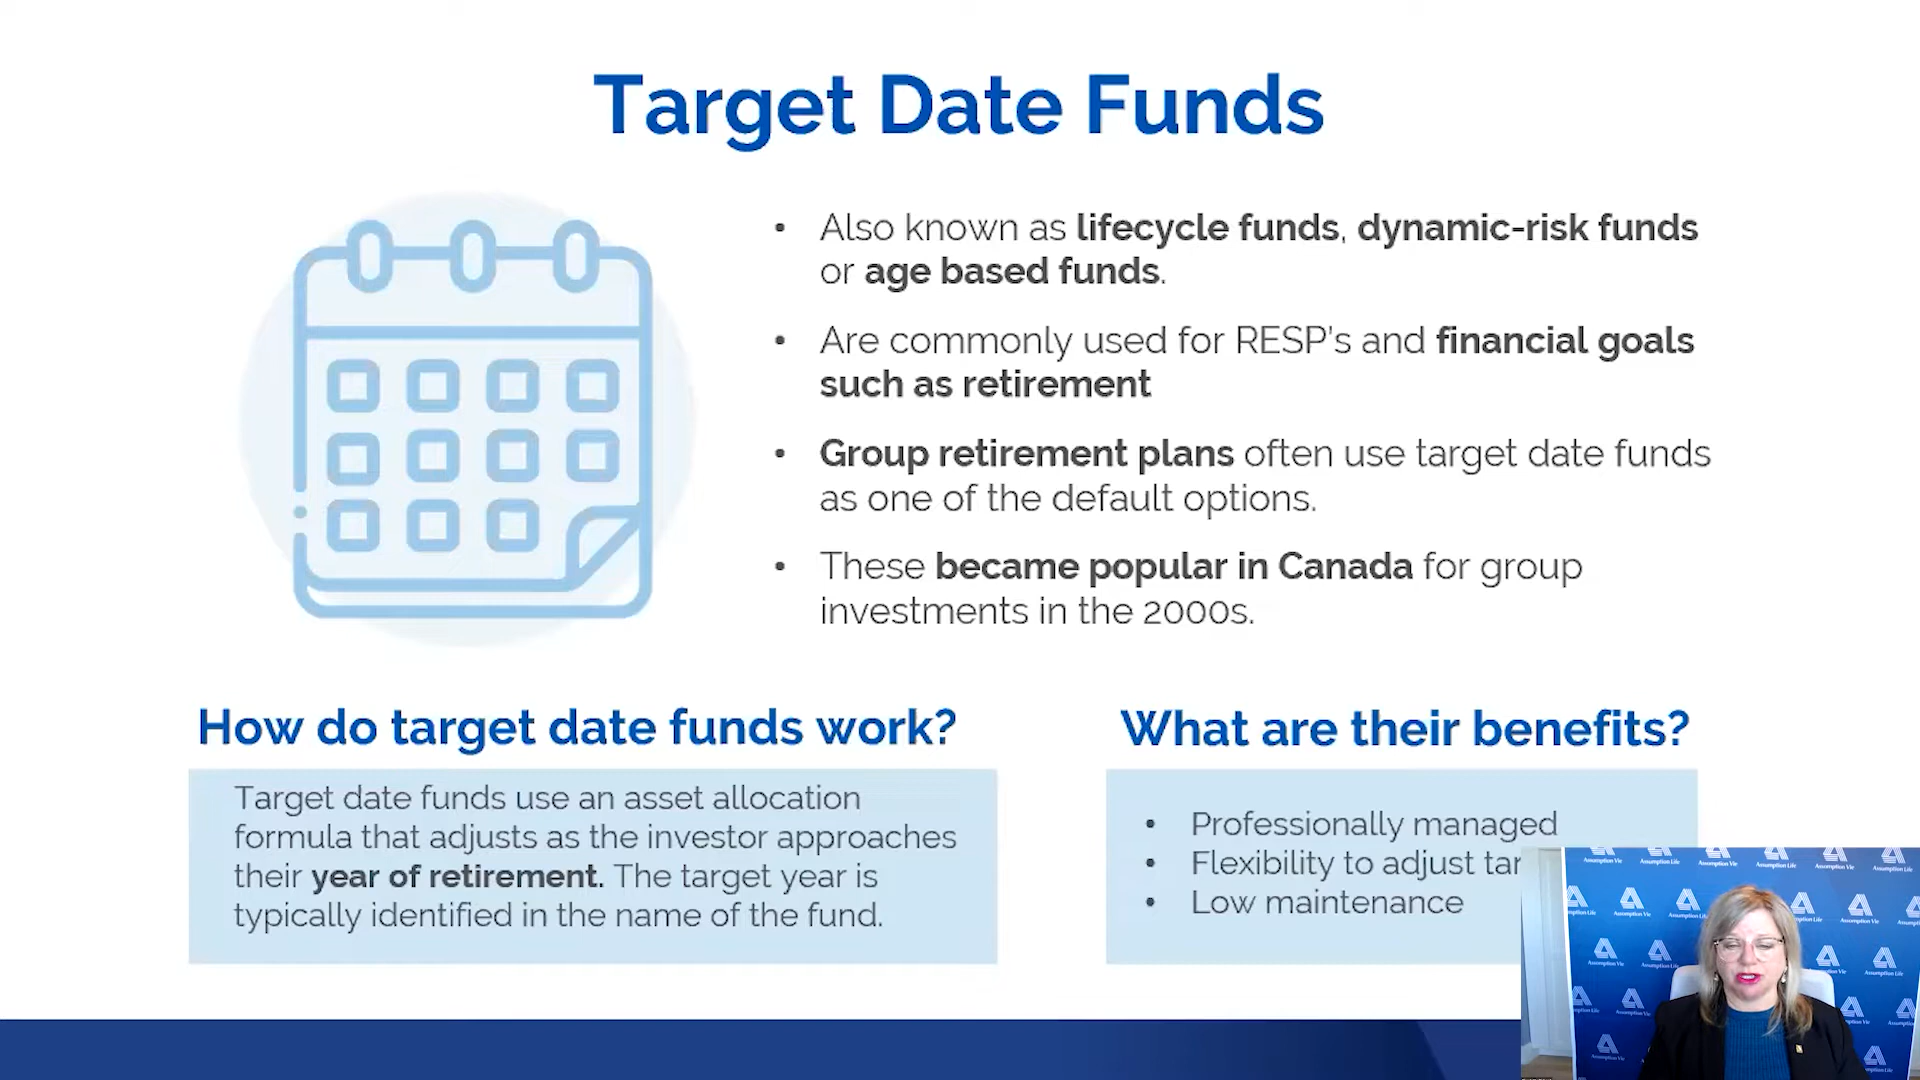 Target Date Funds
• Also known as lifecycle funds, dynamic-risk funds
or age based funds.
• Are commonly used for RESP's and financial goals
such as retirement
• Group retirement plans often use target date funds
as one of the default options.
• These became popular in Canada for group
investments in the 2000s.
How do target date funds work?
Target date funds use an asset allocation
formula that adjusts as the investor approaches
their year of retirement. The target year is
typically identified in the name of the fund.
What are their benefits?
• Professionally managed
• Flexibility to adjust tar
• Low maintenance
Assumption Vie
Assumption Life